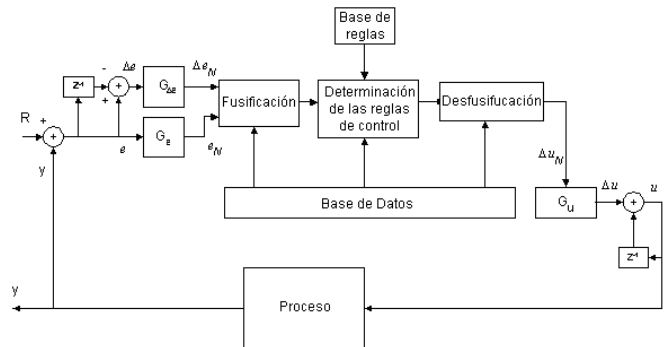 Base de
reglas
Δe
Δe_N
Z⁻¹
-
+
+
G_Δe
Fusificación
Determinación
de las reglas
de control
Desfusifucación
R
+
+
y
e
G_e
e_N
Δu_N
Base de Datos
G_u
Δu
+
u
Z⁻¹
y
Proceso